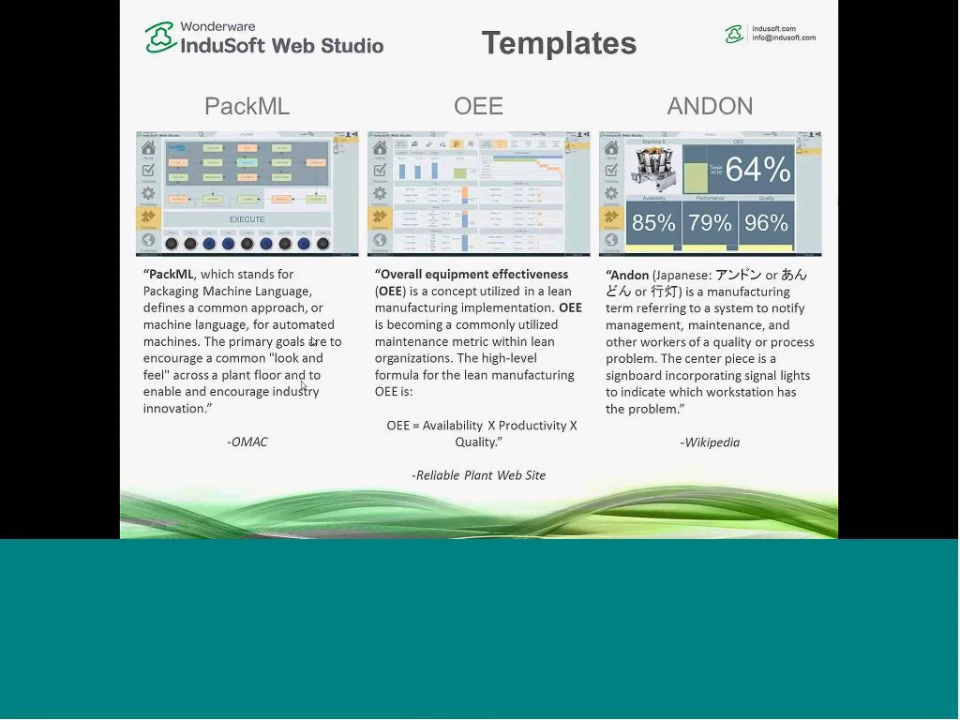 Wonderware
InduSoft Web Studio
Templates
indusoft.com
info@indusoft.com
PackML
OEE
ANDON
EXECUTE
Machine 6
OEE
64%
Availability
Performance
Quality
85%
79%
96%
“PackML, which stands for
Packaging Machine Language,
defines a common approach, or
machine language, for automated
machines. The primary goals are to
encourage a common "look and
feel" across a plant floor and to
enable and encourage industry
innovation.”
-OMAC
“Overall equipment effectiveness
(OEE) is a concept utilized in a lean
manufacturing implementation. OEE
is becoming a commonly utilized
maintenance metric within lean
organizations. The high-level
formula for the lean manufacturing
OEE is:
OEE = Availability X Productivity X
Quality.”
-Reliable Plant Web Site
“Andon (Japanese: アンドン or あん
どん or 行灯) is a manufacturing
term referring to a system to notify
management, maintenance, and
other workers of a quality or process
problem. The center piece is a
signboard incorporating signal lights
to indicate which workstation has
the problem.”
-Wikipedia